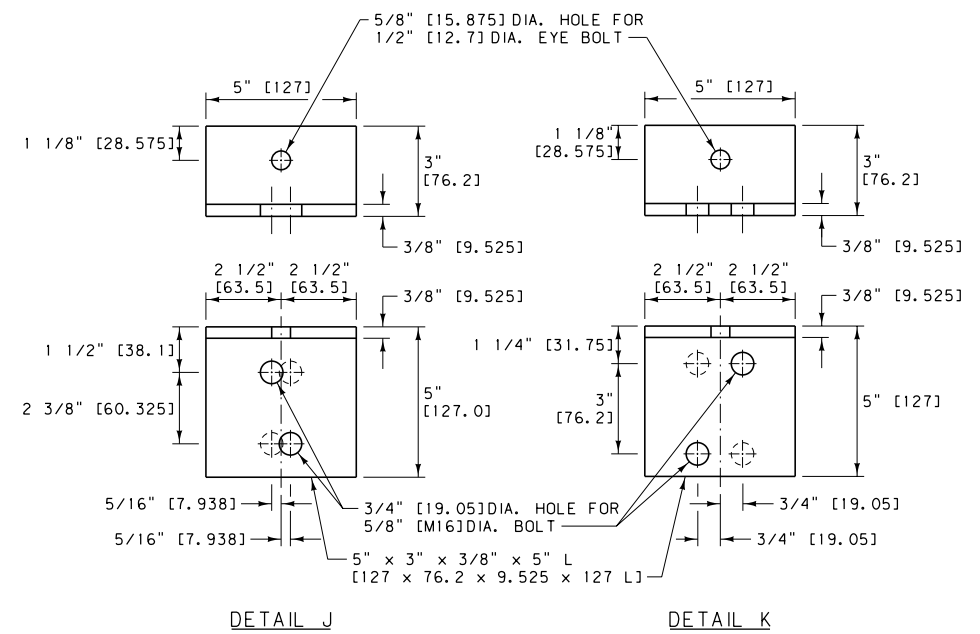 5/8" [15.875] DIA. HOLE FOR
1/2" [12.7] DIA. EYE BOLT
5" [127]
1 1/8" [28.575]
3"
[76.2]
3/8" [9.525]
2 1/2"
[63.5]
2 1/2"
[63.5]
3/8" [9.525]
1 1/2" [38.1]
2 3/8" [60.325]
5"
[127.0]
5/16" [7.938]
5/16" [7.938]
5" [127]
1 1/8"
[28.575]
3"
[76.2]
3/8" [9.525]
2 1/2"
[63.5]
2 1/2"
[63.5]
3/8" [9.525]
1 1/4" [31.75]
3"
[76.2]
5" [127]
3/4" [19.05]
3/4" [19.05]
3/4" [19.05] DIA. HOLE FOR
5/8" [M16] DIA. BOLT
5" x 3" x 3/8" x 5" L
[127 x 76.2 x 9.525 x 127 L]
DETAIL J
DETAIL K